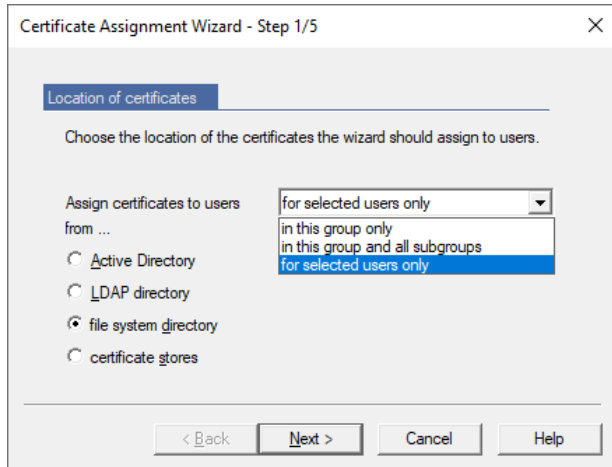 Certificate Assignment Wizard - Step 1/5
Location of certificates
Choose the location of the certificates the wizard should assign to users.
Assign certificates to users for selected users only
from ...
in this group only
in this group and all subgroups
for selected users only
Active Directory
LDAP directory
file system directory
certificate stores
< Back Next > Cancel Help